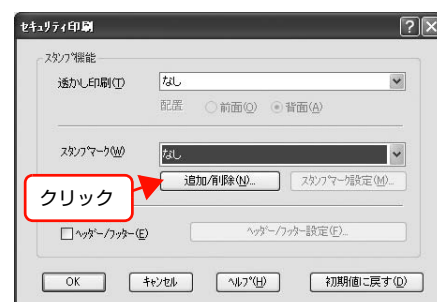 セキュリティ印刷
スタンプ機能
透かし印刷(T) なし
配置 前面(O) 背面(A)
スタンプマーク(W) なし
追加/削除(N)... スタンプマーク設定(M)...
クリック
ヘッダー/フッター(E) ヘッダー/フッター設定(F)...
OK キャンセル ヘルプ(H) 初期値に戻す(D)